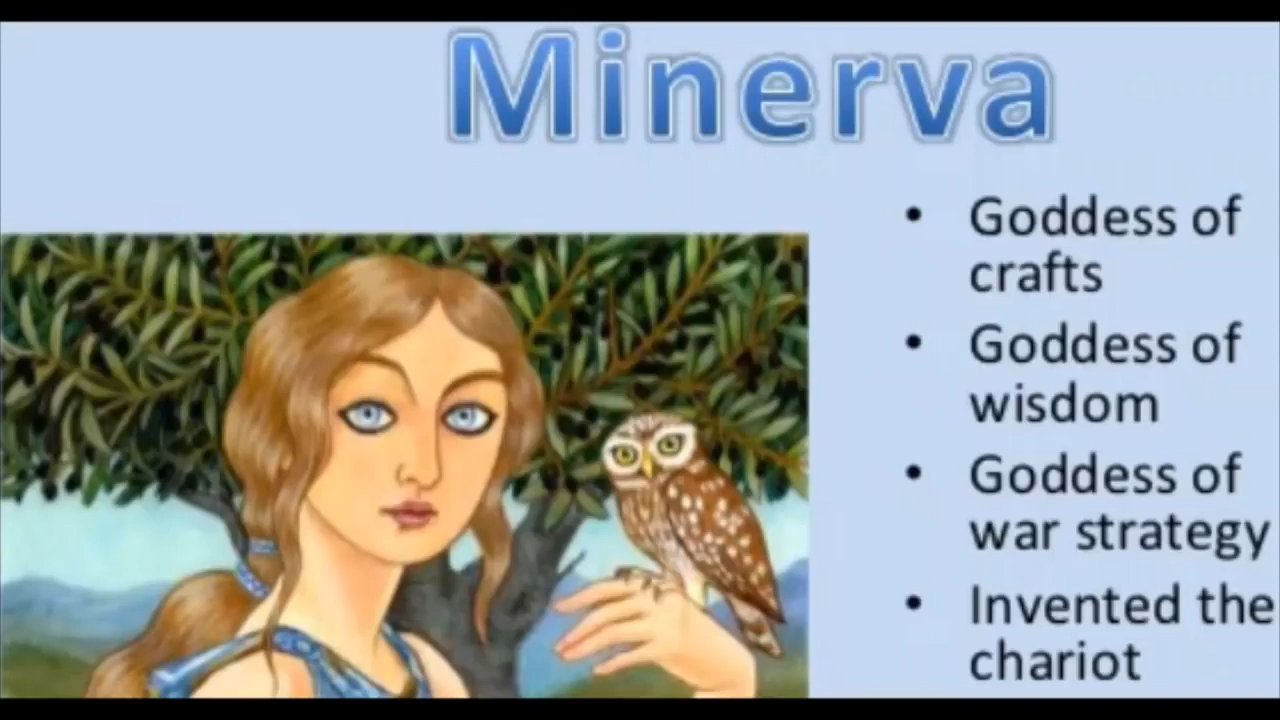 Minerva
• Goddess of
crafts
• Goddess of
wisdom
• Goddess of
war strategy
• Invented the
chariot